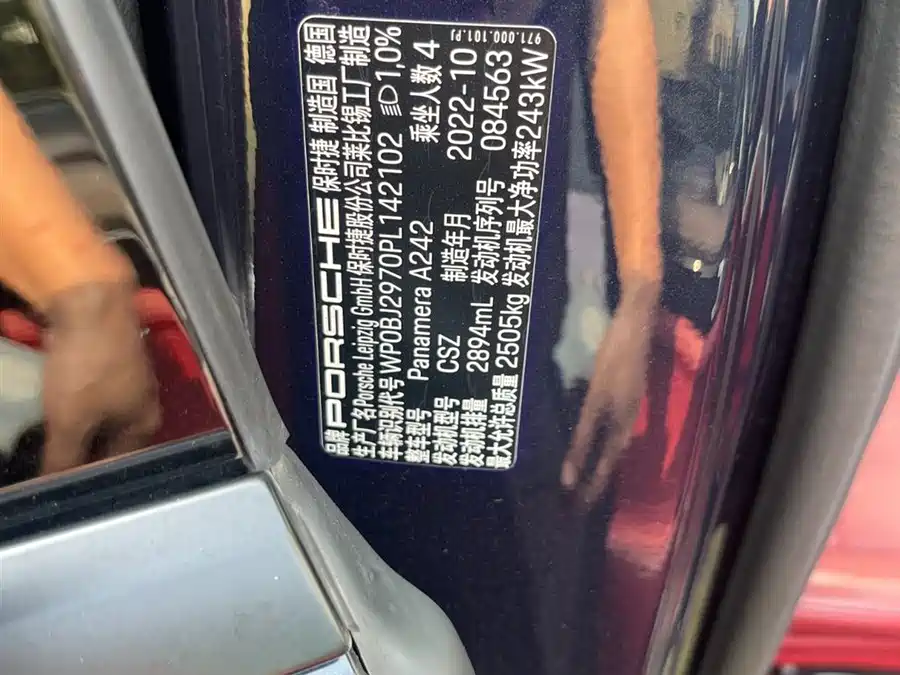 品牌 PORSCHE 保时捷 制造国 德国
生产厂名 Porsche Leipzig GmbH 保时捷股份公司莱比锡工厂制造
车辆识别代号 WP0BJ2970PL142102 1,0%
整车型号 Panamera A242 乘坐人数 4
发动机型号 CSZ 制造年月 2022-10
发动机排量 2894mL 发动机序列号 084563
最大允许总质量 2505kg 发动机最大净功率 243kW
971.000.101.PJ